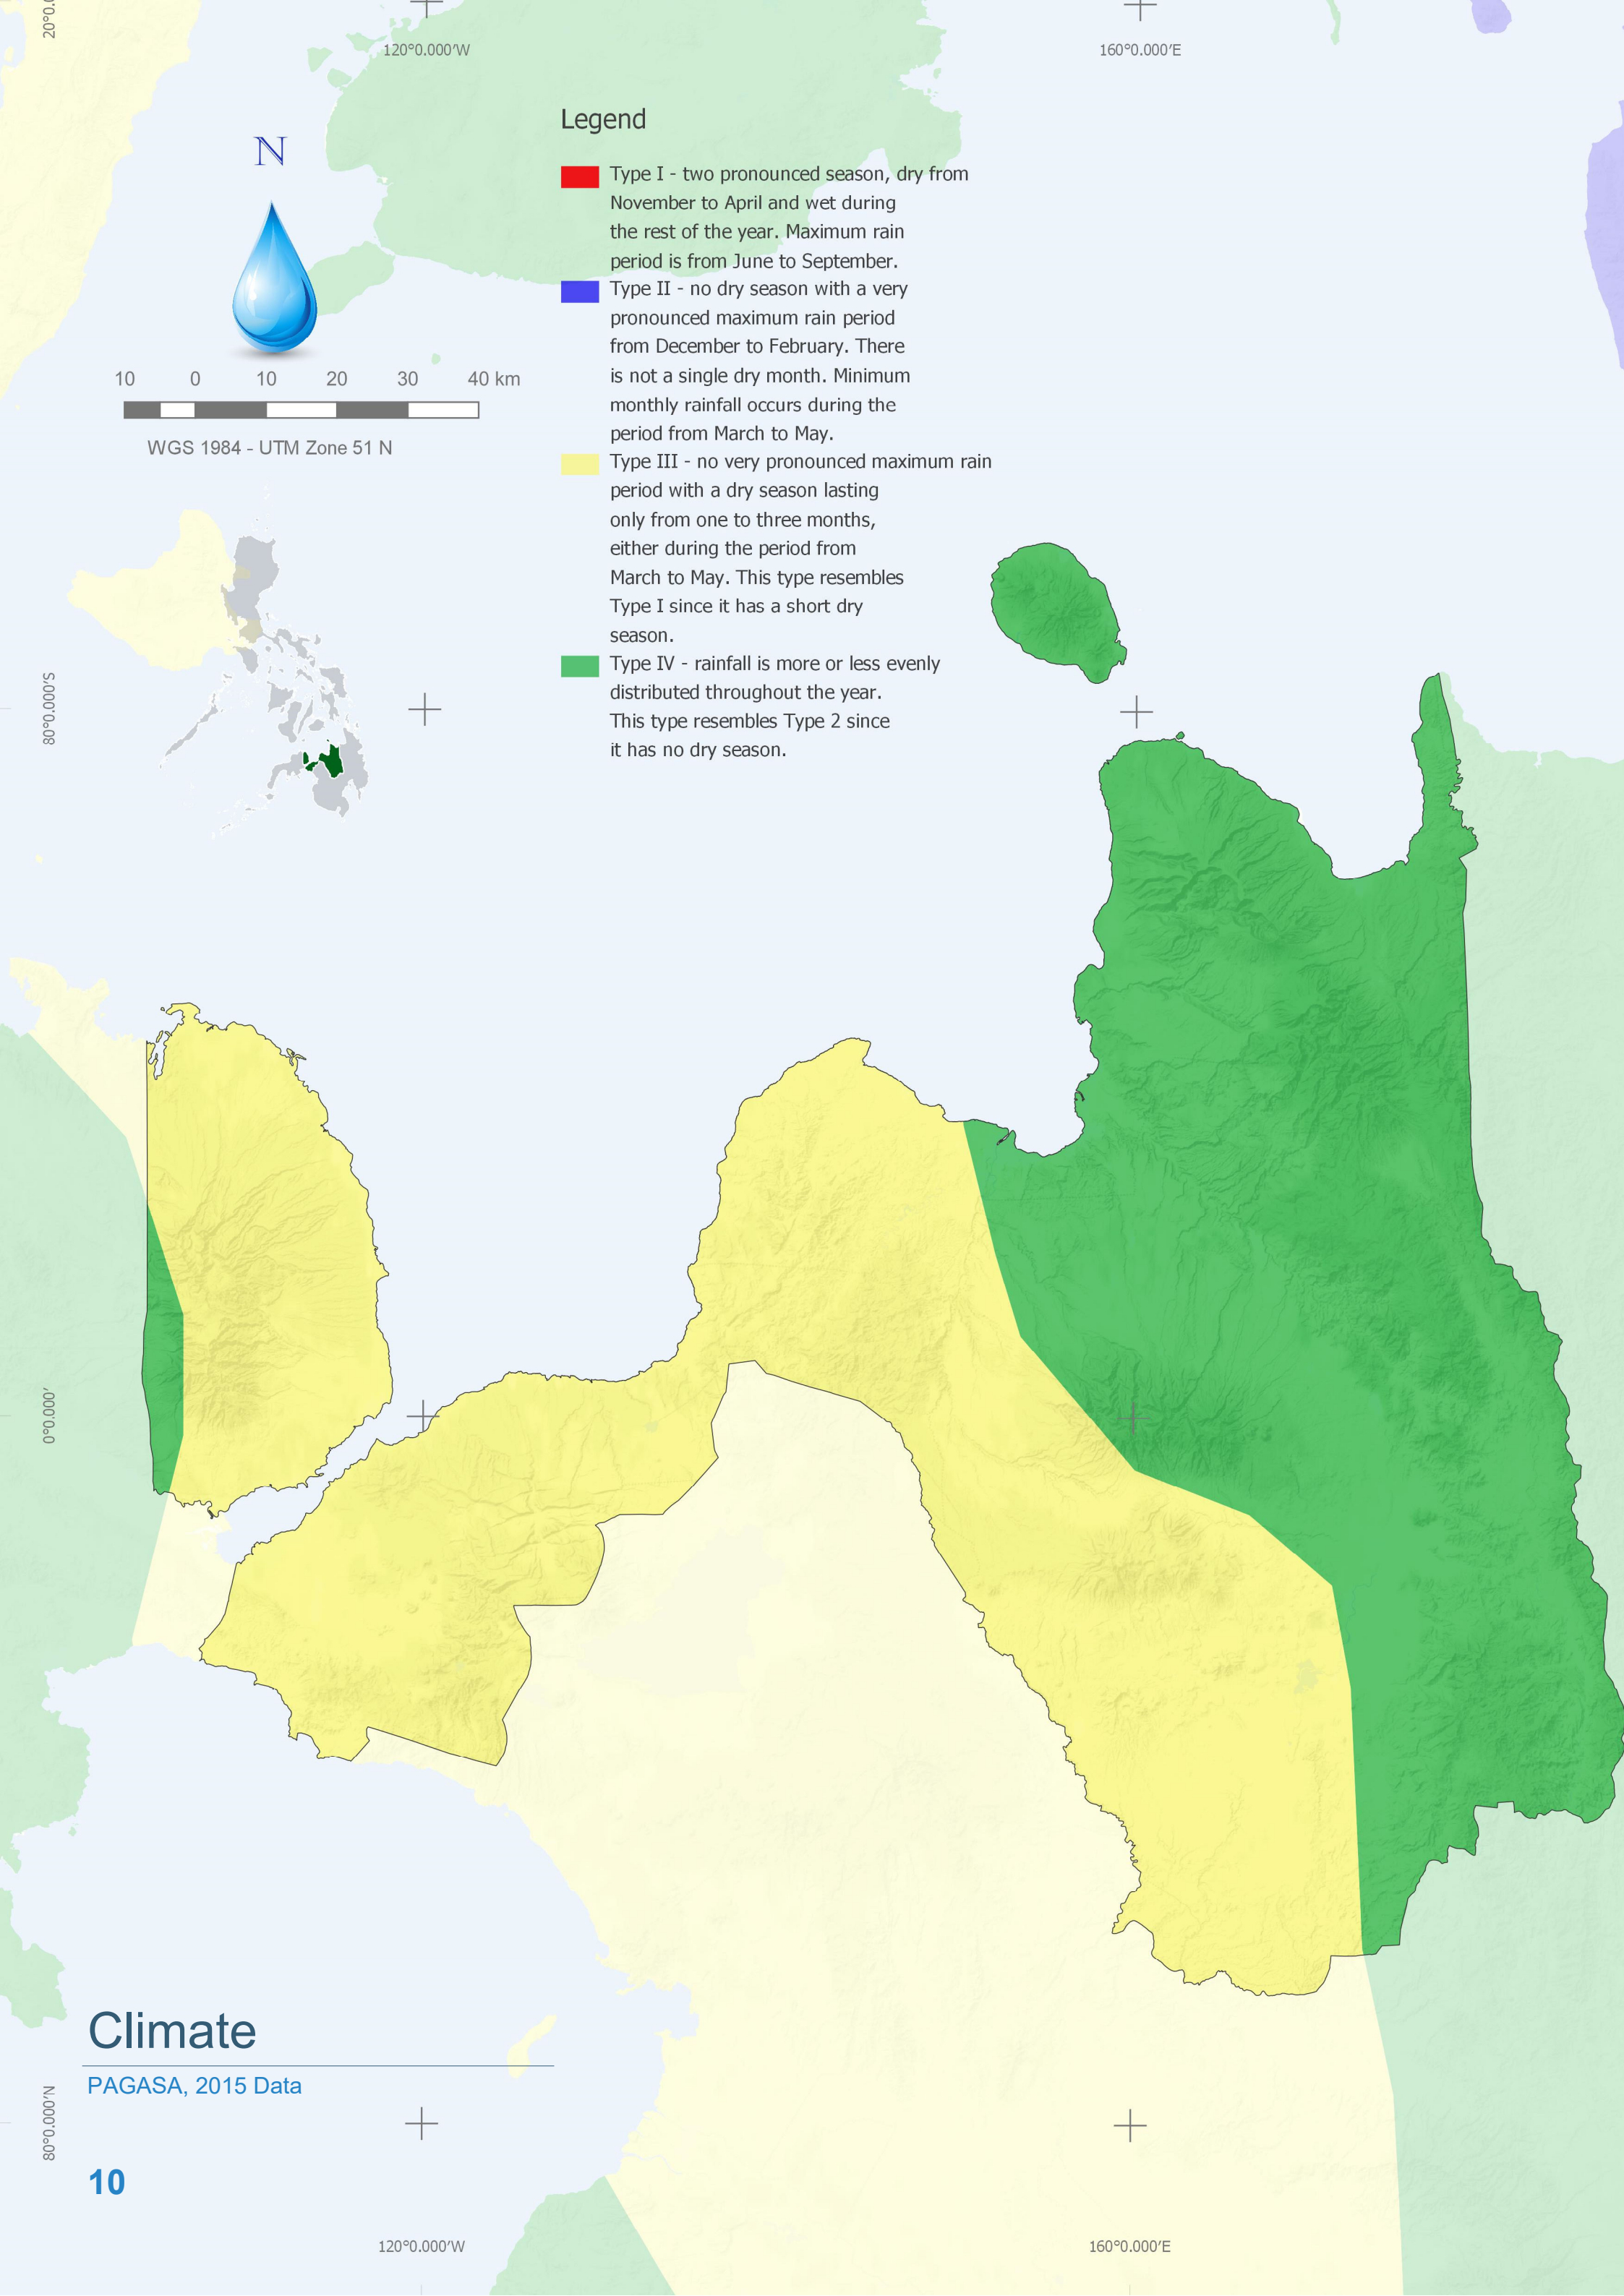 20°0.0
120°0.000′W
160°0.000′E
Legend
N
Type I - two pronounced season, dry from
November to April and wet during
the rest of the year. Maximum rain
period is from June to September.
Type II - no dry season with a very
pronounced maximum rain period
from December to February. There
is not a single dry month. Minimum
monthly rainfall occurs during the
period from March to May.
Type III - no very pronounced maximum rain
period with a dry season lasting
only from one to three months,
either during the period from
March to May. This type resembles
Type I since it has a short dry
season.
Type IV - rainfall is more or less evenly
distributed throughout the year.
This type resembles Type 2 since
it has no dry season.
10 0 10 20 30 40 km
WGS 1984 - UTM Zone 51 N
80°0.000′S
0°0.000′
Climate
PAGASA, 2015 Data
80°0.000′N
10
120°0.000′W
160°0.000′E